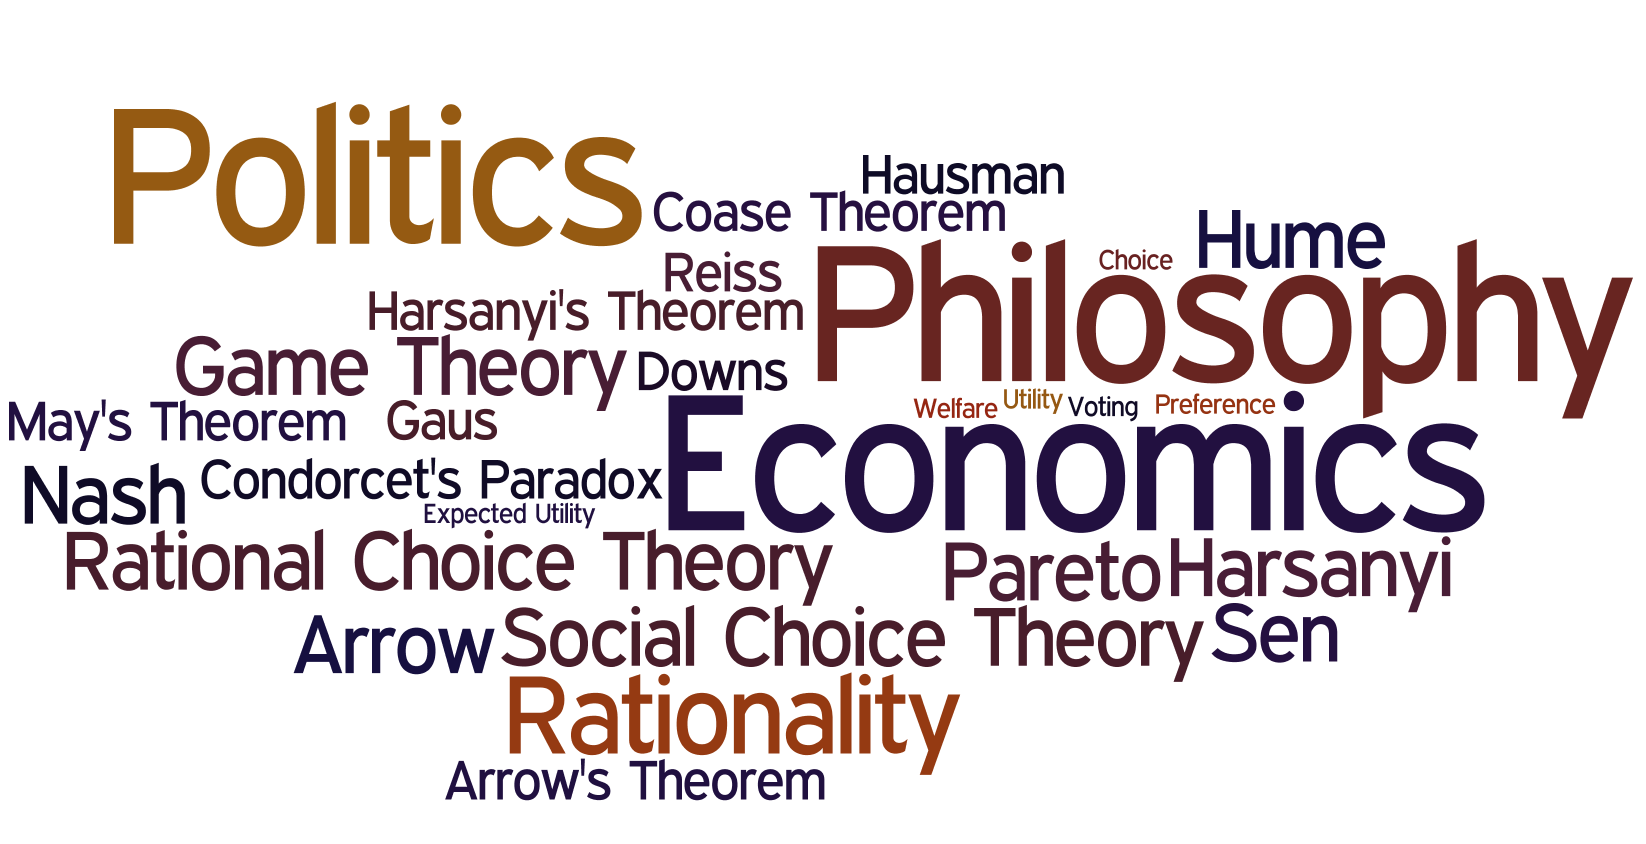 Politics
Hausman
Coase Theorem
Hume
Choice
Reiss
Philosophy
Harsanyi's Theorem
Game Theory
Downs
Welfare
Utility
Voting
Preference
May's Theorem
Gaus
Economics
Nash
Condorcet's Paradox
Expected Utility
Rational Choice Theory
Pareto
Harsanyi
Arrow
Social Choice Theory
Sen
Rationality
Arrow's Theorem